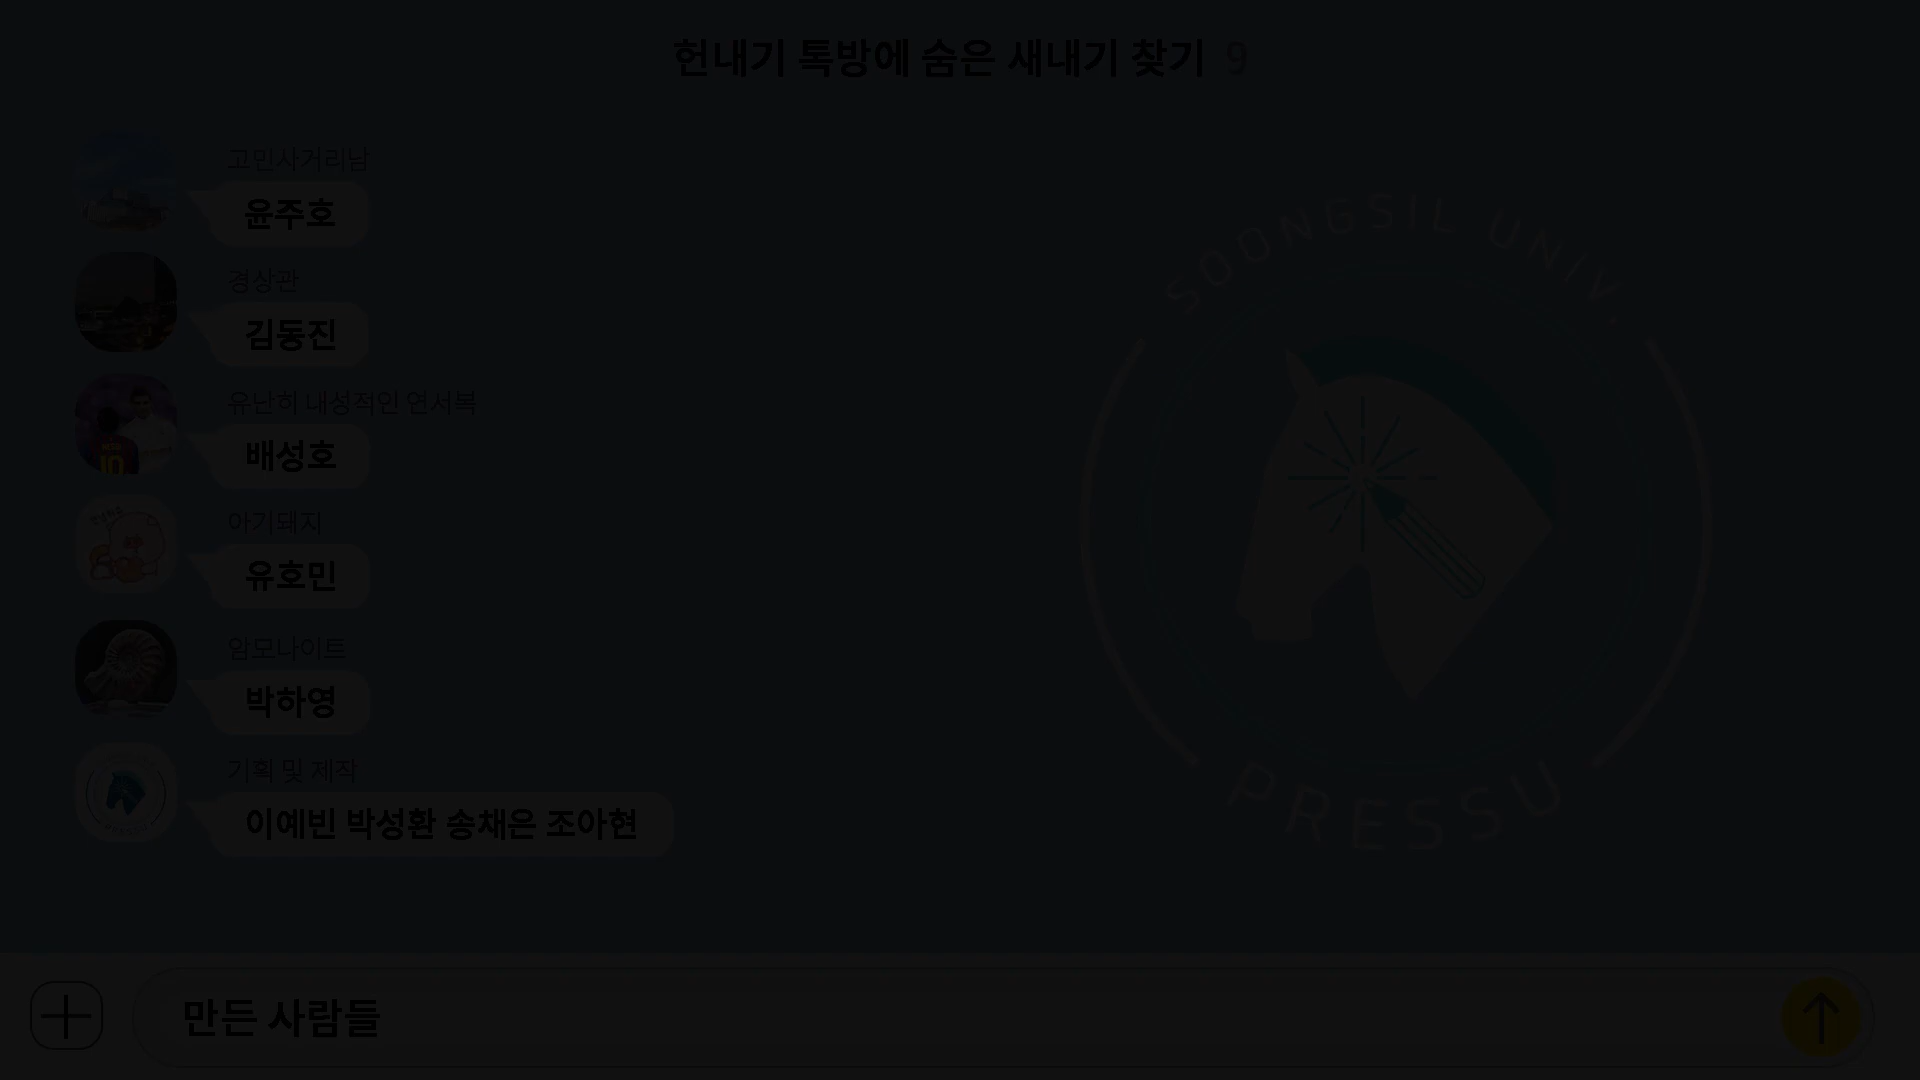 헌내기 톡방에 숨은 새내기 찾기 9
고민사거리남
윤주호
경상관
김동진
유난히 내성적인 연서복
배성호
아기돼지
유호민
암모나이트
박하영
기획 및 제작
이예빈 박성환 송채은 조아현
SOONGSIL UNIV.
PRESSU
만든 사람들